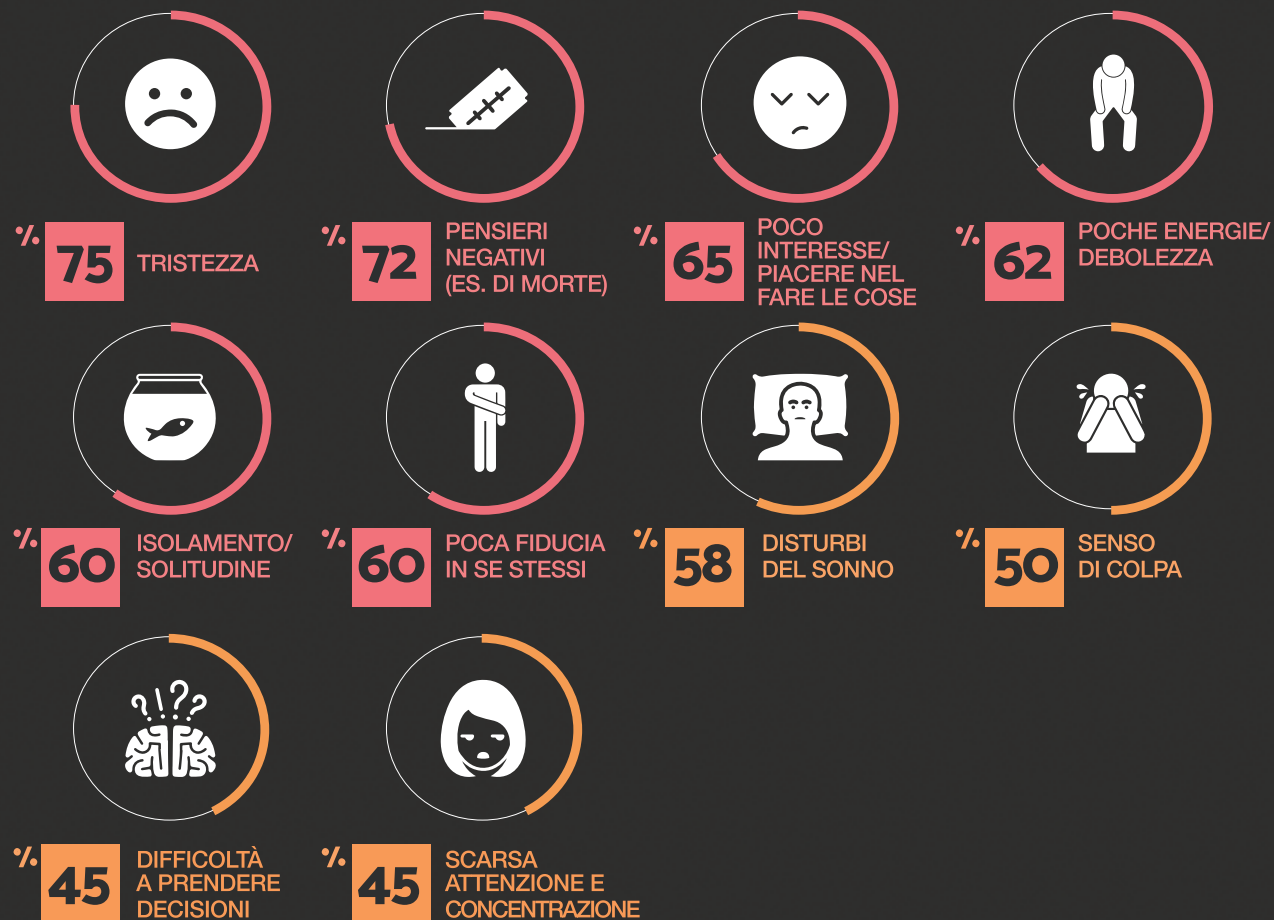 % 75 TRISTEZZA
% 72 PENSIERI
NEGATIVI
(ES. DI MORTE)
% 65 POCO
INTERESSE/
PIACERE NEL
FARE LE COSE
% 62 POCHE ENERGIE/
DEBOLEZZA
% 60 ISOLAMENTO/
SOLITUDINE
% 60 POCA FIDUCIA
IN SE STESSI
% 58 DISTURBI
DEL SONNO
% 50 SENSO
DI COLPA
% 45 DIFFICOLTÀ
A PRENDERE
DECISIONI
% 45 SCARSA
ATTENZIONE E
CONCENTRAZIONE